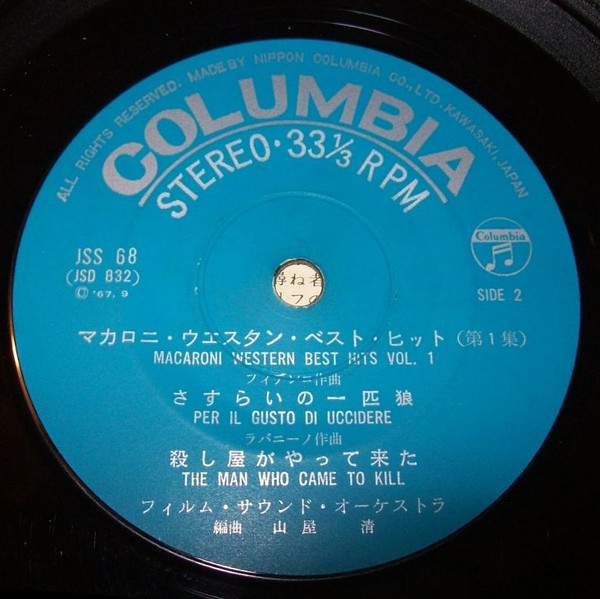 ALL RIGHTS RESERVED. MADE BY NIPPON COLUMBIA CO., LTD. KAWASAKI, JAPAN
COLUMBIA
STEREO・33 1/3 RPM
JSS 68
(JSD 832)
Ⓒ '67. 9
Columbia
SIDE 2
尋ね者
マカロニ・ウエスタン・ベスト・ヒット(第1集)
MACARONI WESTERN BEST HITS VOL. 1
フィデンコ作曲
さすらいの一匹狼
PER IL GUSTO DI UCCIDERE
ラバニーノ作曲
殺し屋がやって来た
THE MAN WHO CAME TO KILL
フィルム・サウンド・オーケストラ
編曲 山屋 清